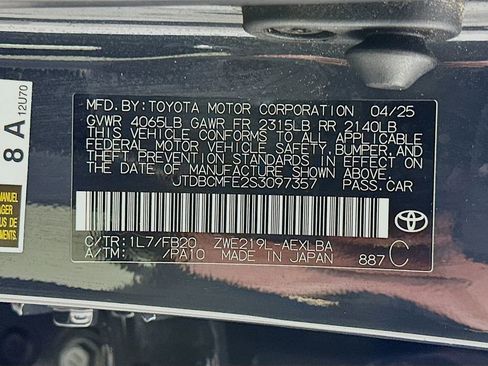 MFD.BY:TOYOTA MOTOR CORPORATION 04/25
GVWR 4065LB GAWR FR 2315LB RR 2140LB
THIS VEHICLE CONFORMS TO ALL APPLICABLE
FEDERAL MOTOR VEHICLE SAFETY,BUMPER,AND
THEFT PREVENTION STANDARDS IN EFFECT ON
THE DATE OF MANUFACTURE SHOWN ABOVE.
JTDBCMFE2S3097357 PASS.CAR
C/TR:1L7/FB20 ZWE219L-AEXLBA
A/TM: /PA10 MADE IN JAPAN 887 C
8 A
12U70